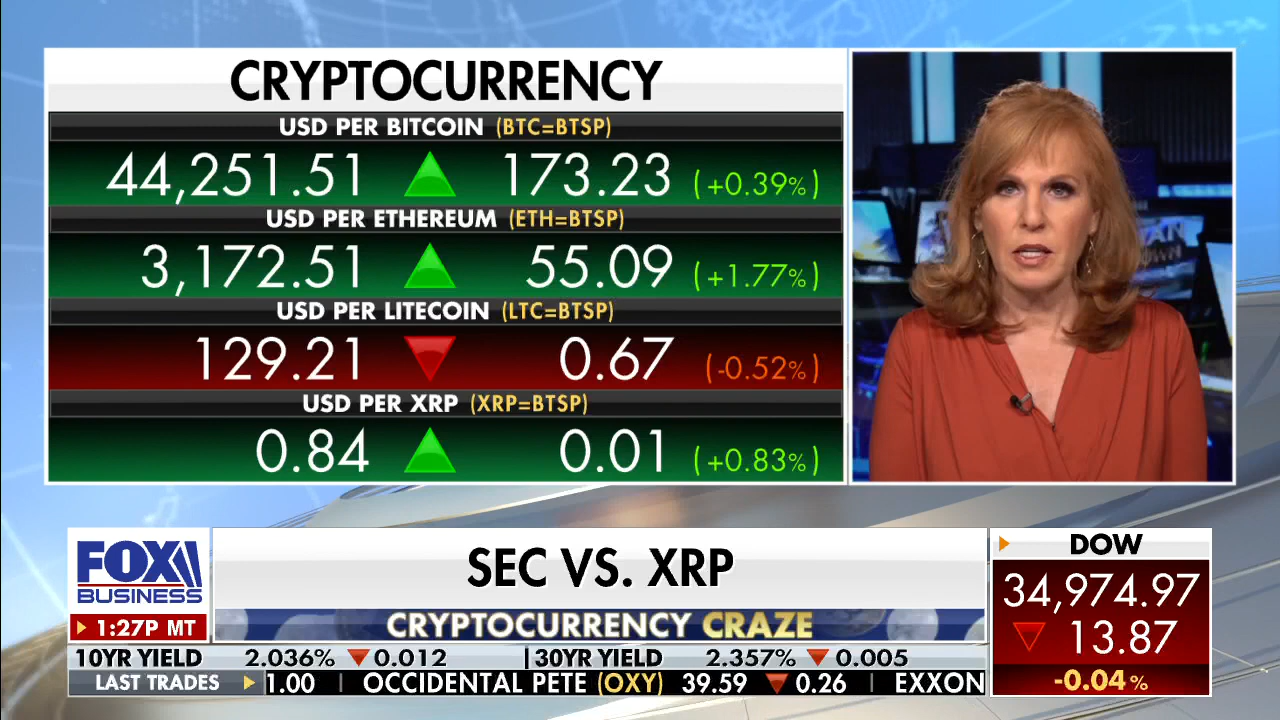 CRYPTOCURRENCY
USD PER BITCOIN (BTC=BTSP)
44,251.51 ▲ 173.23 (+0.39%)
USD PER ETHEREUM (ETH=BTSP)
3,172.51 ▲ 55.09 (+1.77%)
USD PER LITECOIN (LTC=BTSP)
129.21 ▼ 0.67 (-0.52%)
USD PER XRP (XRP=BTSP)
0.84 ▲ 0.01 (+0.83%)
FOX
BUSINESS
1:27P MT
SEC VS. XRP
CRYPTOCURRENCY CRAZE
DOW
34,974.97
▼ 13.87
-0.04%
10YR YIELD 2.036% ▼ 0.012 | 30YR YIELD 2.357% ▼ 0.005
LAST TRADES 1.00 | OCCIDENTAL PETE (OXY) 39.59 ▼ 0.26 | EXXON